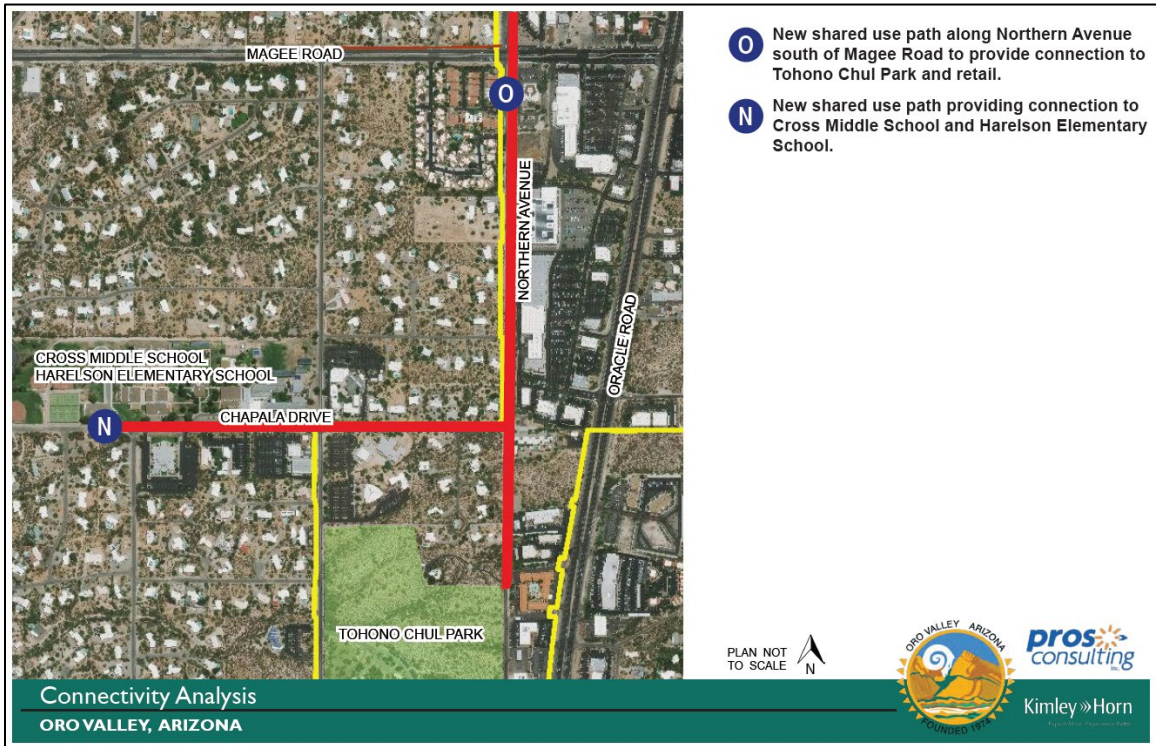 MAGEE ROAD
O
NORTHERN AVENUE
ORACLE ROAD
CROSS MIDDLE SCHOOL
HARELSON ELEMENTARY SCHOOL
N
CHAPALA DRIVE
TOHONO CHUL PARK
O
New shared use path along Northern Avenue
south of Magee Road to provide connection to
Tohono Chul Park and retail.
N
New shared use path providing connection to
Cross Middle School and Harelson Elementary
School.
PLAN NOT
TO SCALE
N
ORO VALLEY ARIZONA
FOUNDED 1974
pros
consulting
inc.
Kimley»Horn
Connectivity Analysis
ORO VALLEY, ARIZONA